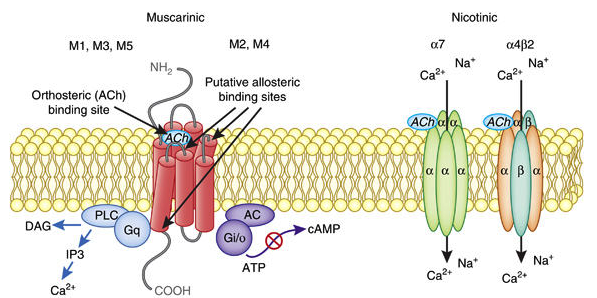 Muscarinic
Nicotinic
M1, M3, M5
M2, M4
α7
α4β2
NH₂
Orthosteric (ACh)
binding site
Putative allosteric
binding sites
Ca²⁺
Na⁺
Ca²⁺
Na⁺
ACh
ACh
α
α
ACh
α
β
α
α
α
α
β
α
PLC
Gq
DAG
IP3
Ca²⁺
AC
Gi/o
cAMP
ATP
COOH
Ca²⁺
Na⁺
Ca²⁺
Na⁺